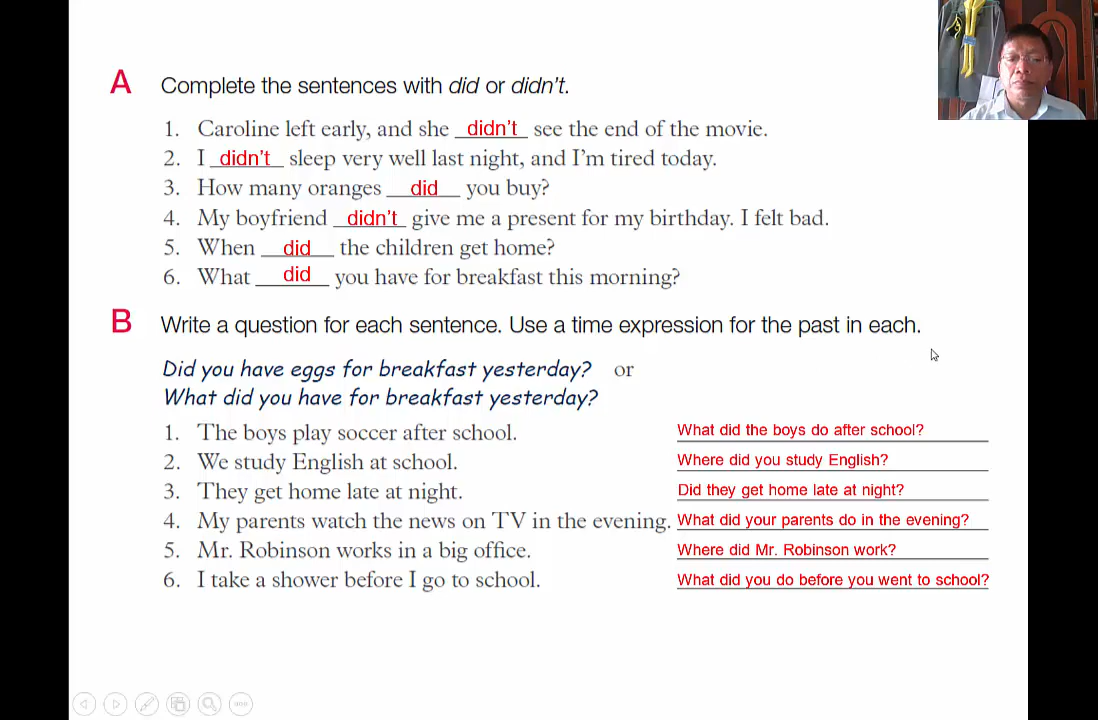 A Complete the sentences with did or didn't.
1. Caroline left early, and she didn't see the end of the movie.
2. I didn't sleep very well last night, and I'm tired today.
3. How many oranges did you buy?
4. My boyfriend didn't give me a present for my birthday. I felt bad.
5. When did the children get home?
6. What did you have for breakfast this morning?
B Write a question for each sentence. Use a time expression for the past in each.
Did you have eggs for breakfast yesterday? or
What did you have for breakfast yesterday?
1. The boys play soccer after school. What did the boys do after school?
2. We study English at school. Where did you study English?
3. They get home late at night. Did they get home late at night?
4. My parents watch the news on TV in the evening. What did your parents do in the evening?
5. Mr. Robinson works in a big office. Where did Mr. Robinson work?
6. I take a shower before I go to school. What did you do before you went to school?